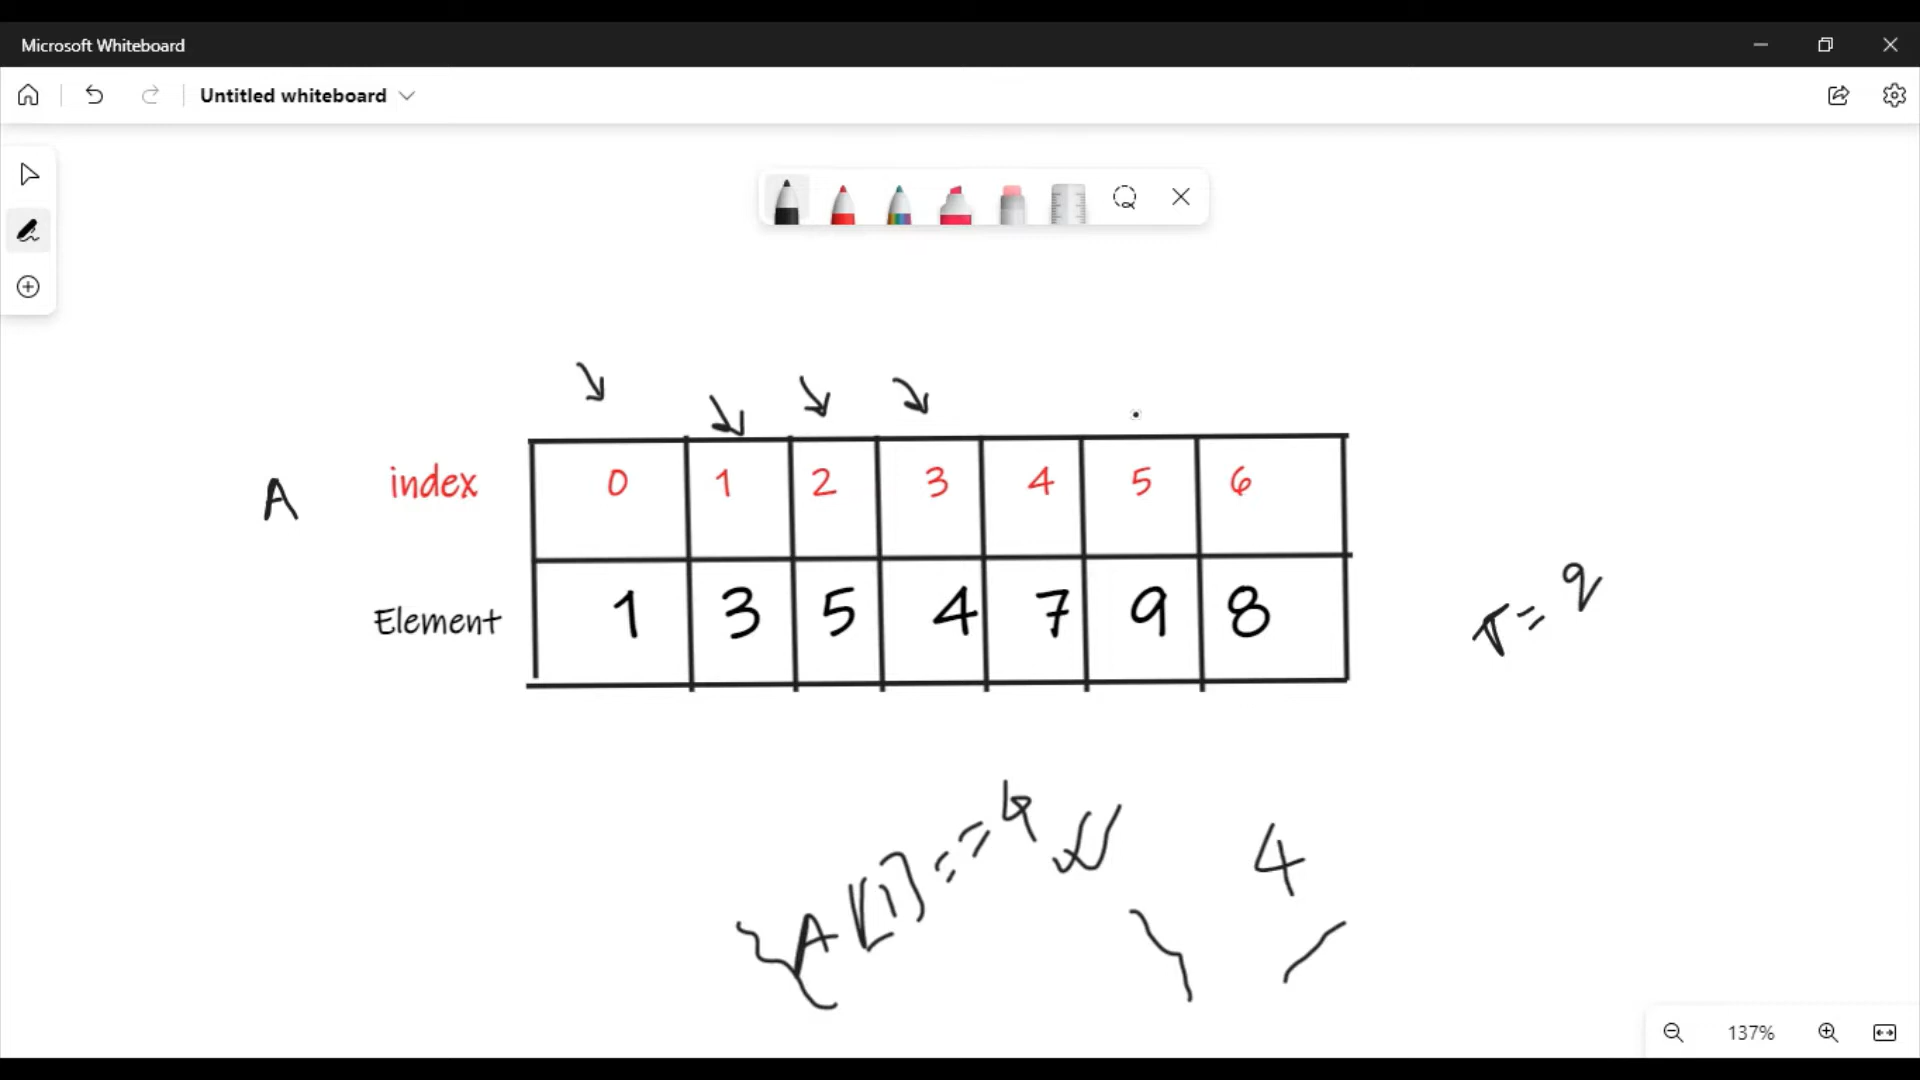 Microsoft Whiteboard
Untitled whiteboard
A index 0 1 2 3 4 5 6
Element 1 3 5 4 7 9 8
= 9
A[1] == 4
4
137%